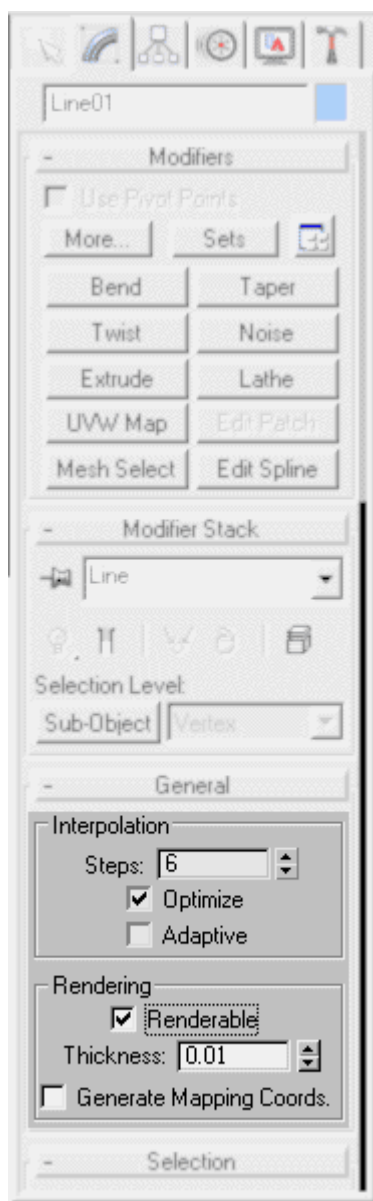 Line01
- Modifiers
Use Pivot Points
More... Sets
Bend Taper
Twist Noise
Extrude Lathe
UVW Map Edit Patch
Mesh Select Edit Spline
- Modifier Stack
Line
Selection Level:
Sub-Object Vertex
- General
Interpolation
Steps: 6
Optimize
Adaptive
Rendering
Renderable
Thickness: 0.01
Generate Mapping Coords.
- Selection